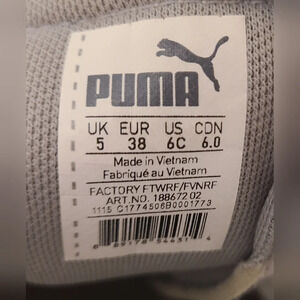 PUMA
UK EUR US CDN
5 38 6C 6.0
Made in Vietnam
Fabriqué au Vietnam
FACTORY FTWRF/FVNRF
ART.NO. 188672 02
1115 C1774506B0001773